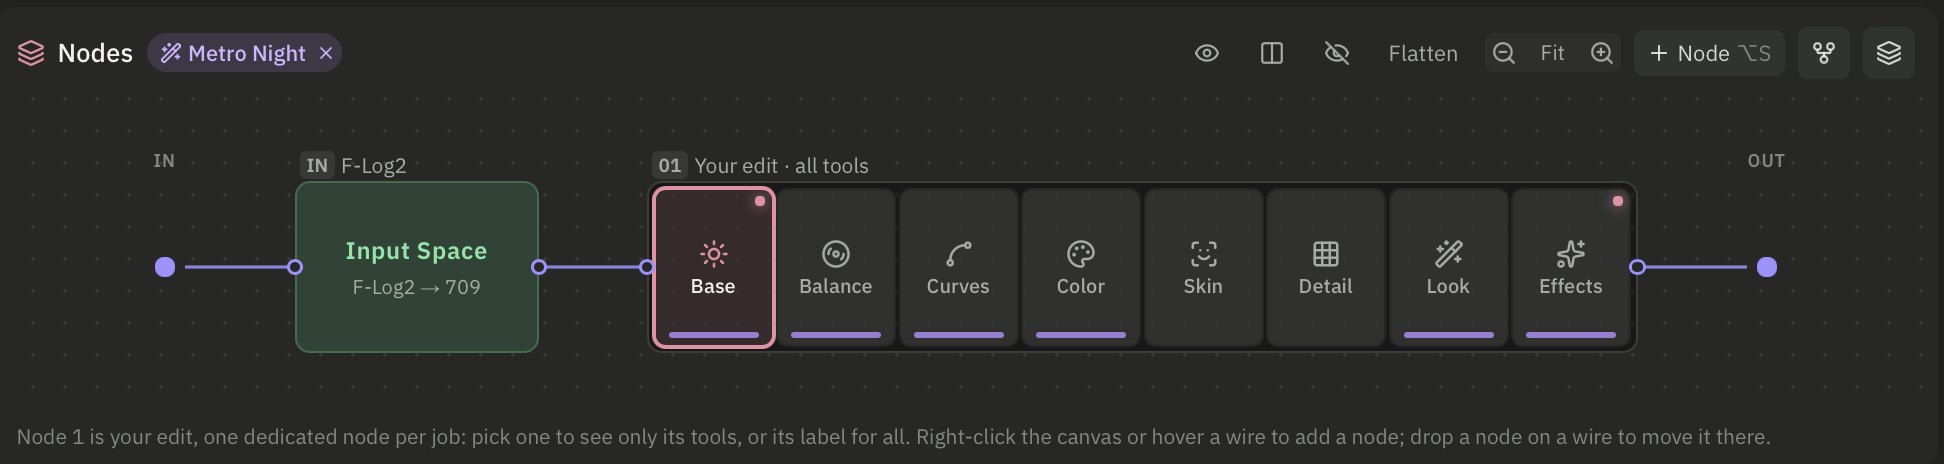 Nodes
Metro Night
Flatten
Fit
Node ⌥S
IN
IN F-Log2
01 Your edit · all tools
OUT
Input Space
F-Log2 → 709
Base
Balance
Curves
Color
Skin
Detail
Look
Effects
Node 1 is your edit, one dedicated node per job: pick one to see only its tools, or its label for all. Right-click the canvas or hover a wire to add a node; drop a node on a wire to move it there.